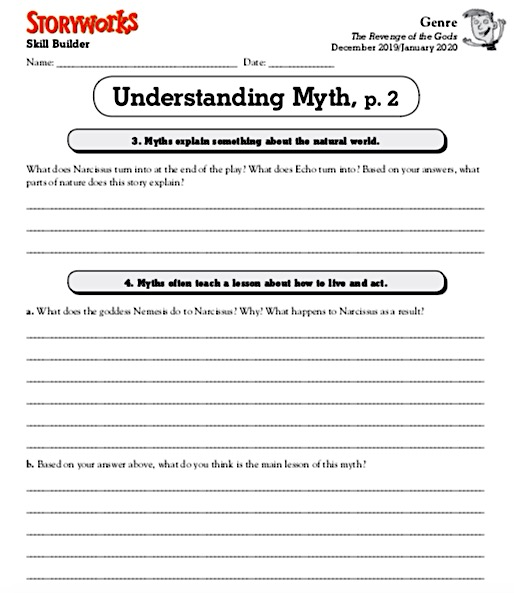 STORYWORKS
Skill Builder
Genre
The Revenge of the Gods
December 2019/January 2020
Name: ______________________________ Date: ____________
Understanding Myth, p. 2
3. Myths explain something about the natural world.
What does Narcissus turn into at the end of the play? What does Echo turn into? Based on your answers, what
parts of nature does this story explain?
4. Myths often teach a lesson about how to live and act.
a. What does the goddess Nemesis do to Narcissus? Why? What happens to Narcissus as a result?
b. Based on your answer above, what do you think is the main lesson of this myth?